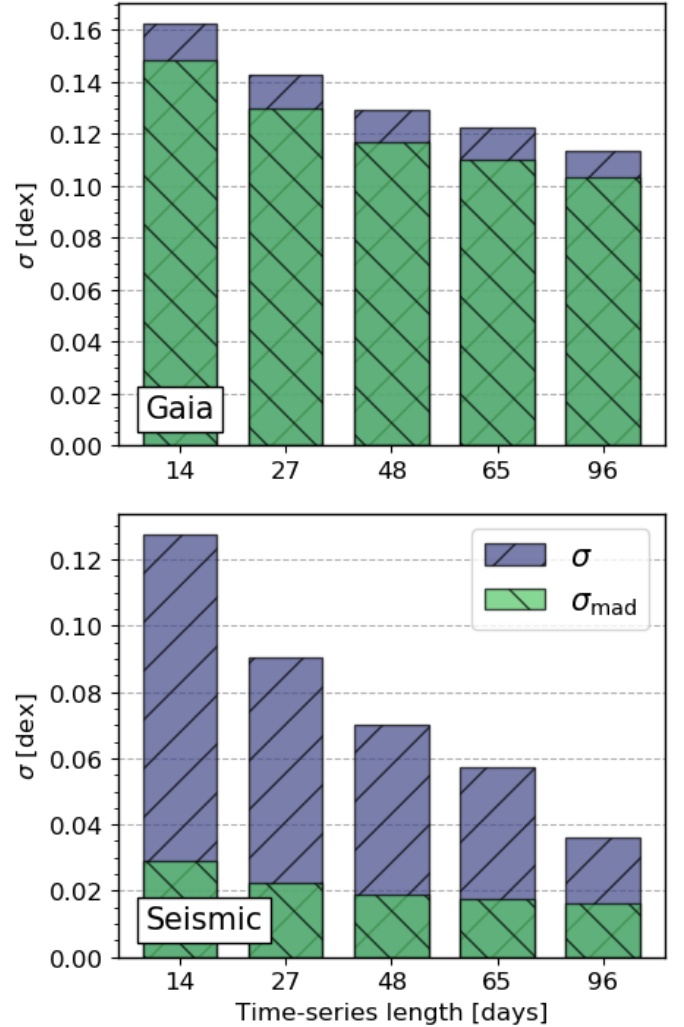 0.16
0.14
0.12
0.10
0.08
0.06
0.04
0.02
0.00
σ [dex]
Gaia
14 27 48 65 96
0.12
0.10
0.08
0.06
0.04
0.02
0.00
σ [dex]
σ
σmad
Seismic
14 27 48 65 96
Time-series length [days]